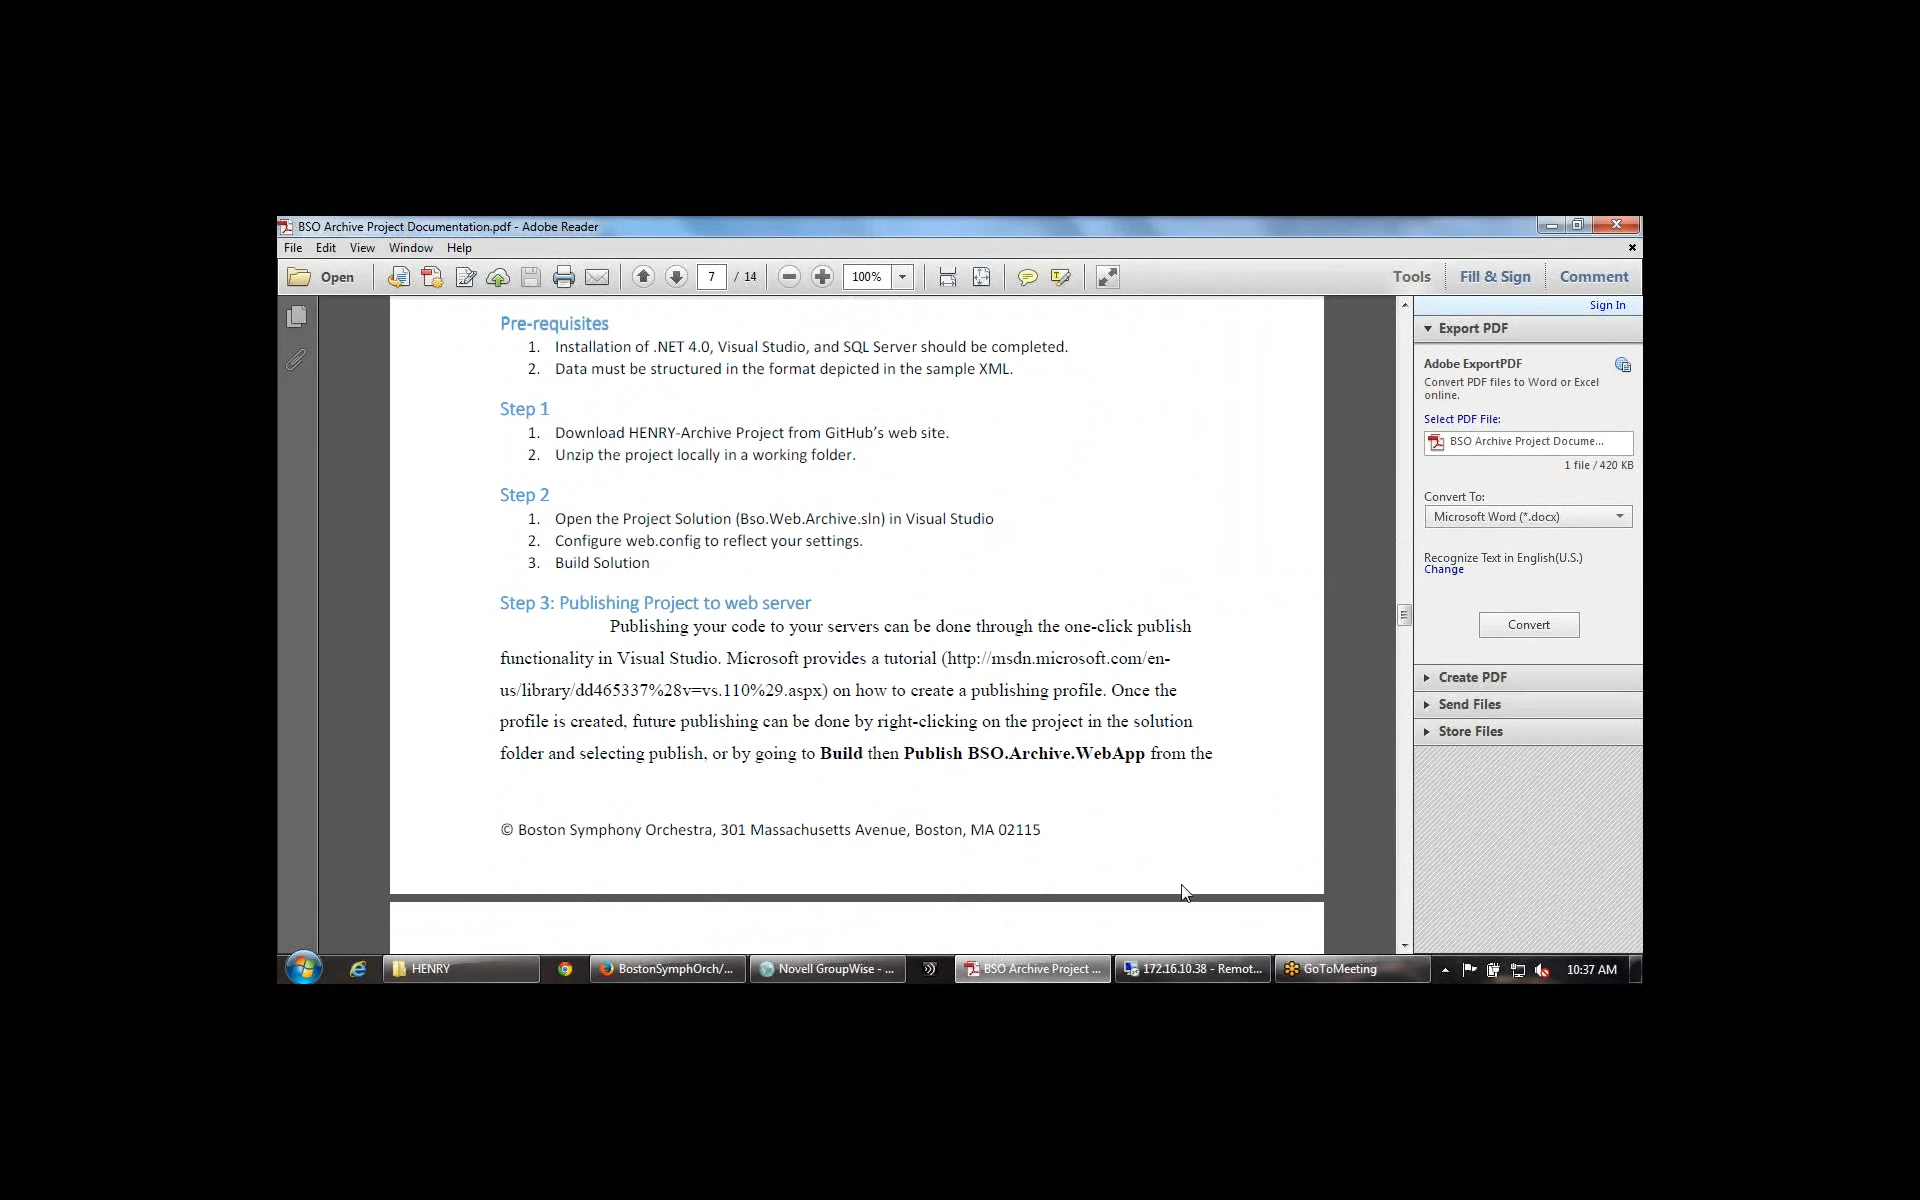 BSO Archive Project Documentation.pdf - Adobe Reader
File Edit View Window Help
Open 7 / 14 100% Tools Fill & Sign Comment
Sign In
Pre-requisites
1. Installation of .NET 4.0, Visual Studio, and SQL Server should be completed.
2. Data must be structured in the format depicted in the sample XML.
Step 1
1. Download HENRY-Archive Project from GitHub’s web site.
2. Unzip the project locally in a working folder.
Step 2
1. Open the Project Solution (Bso.Web.Archive.sln) in Visual Studio
2. Configure web.config to reflect your settings.
3. Build Solution
Step 3: Publishing Project to web server
Publishing your code to your servers can be done through the one-click publish
functionality in Visual Studio. Microsoft provides a tutorial (http://msdn.microsoft.com/en-
us/library/dd465337%28v=vs.110%29.aspx) on how to create a publishing profile. Once the
profile is created, future publishing can be done by right-clicking on the project in the solution
folder and selecting publish, or by going to Build then Publish BSO.Archive.WebApp from the
© Boston Symphony Orchestra, 301 Massachusetts Avenue, Boston, MA 02115
Export PDF
Adobe ExportPDF
Convert PDF files to Word or Excel
online.
Select PDF File:
BSO Archive Project Docume...
1 file / 420 KB
Convert To:
Microsoft Word (*.docx)
Recognize Text in English(U.S.)
Change
Convert
Create PDF
Send Files
Store Files
HENRY BostonSymphOrch/... Novell GroupWise - ... BSO Archive Project ... 172.16.10.38 - Remot... GoToMeeting 10:37 AM